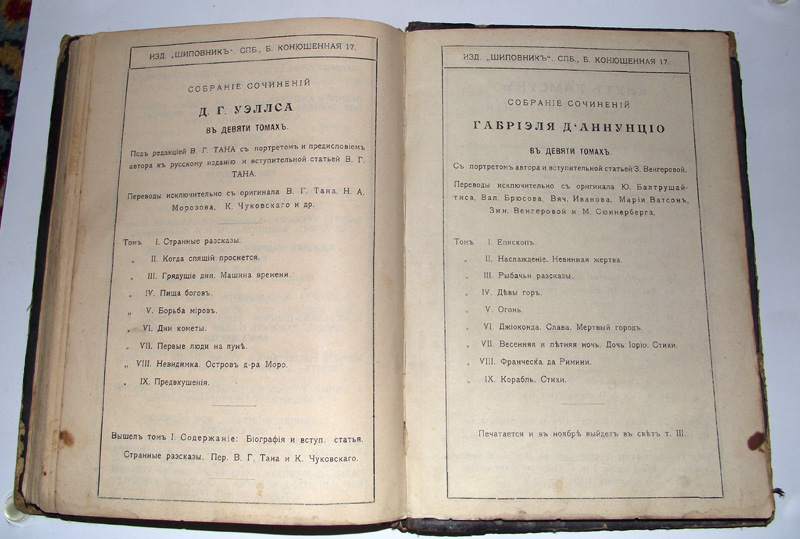 ИЗД. „ШИПОВНИКЪ". СПБ., Б. КОНЮШЕННАЯ 17.
СОБРАНІЕ СОЧИНЕНІЙ
Д. Г. УЭЛЛСА
ВЪ ДЕВЯТИ ТОМАХЪ.
Подъ редакціей В. Г. ТАНА съ портретомъ и предисловіемъ
автора къ русскому изданію и вступительной статьей В. Г.
ТАНА.
Переводы исключительно съ оригинала В. Г. Тана, Н. А.
Морозова, К. Чуковскаго и др.
Томъ I. Странные разсказы.
„ II. Когда спящій проснется.
„ III. Грядущіе дни. Машина времени.
„ IV. Пища боговъ.
„ V. Борьба міровъ.
„ VI. Дни кометы.
„ VII. Первые люди на лунѣ.
„ VIII. Невидимка. Островъ д-ра Моро.
„ IX. Предвкушенія.
Вышелъ томъ I. Содержаніе: Біографія и вступ. статья.
Странные разсказы. Пер. В. Г. Тана и К. Чуковскаго.
ИЗД. „ШИПОВНИКЪ". СПБ., Б. КОНЮШЕННАЯ 17.
СОБРАНІЕ СОЧИНЕНІЙ
ГАБРІЭЛЯ Д'АННУНЦІО
ВЪ ДЕВЯТИ ТОМАХЪ.
Съ портретомъ автора и вступительной статьей З. Венгеровой.
Переводы исключительно съ оригинала Ю. Балтрушай-
тиса, Вал. Брюсова, Вяч. Иванова, Маріи Ватсонъ,
Зин. Венгеровой и М. Сюннерберга.
Томъ I. Епископъ.
„ II. Наслажденіе. Невинная жертва.
„ III. Рыбачьи разсказы.
„ IV. Дѣвы горъ.
„ V. Огонь.
„ VI. Джіоконда. Слава. Мертвый городъ.
„ VII. Весенняя и лѣтняя ночь. Дочь Іоріо. Стихи.
„ VIII. Франческа да Римини.
„ IX. Корабль. Стихи.
Печатается и въ ноябрѣ выйдетъ въ свѣтъ т. III.